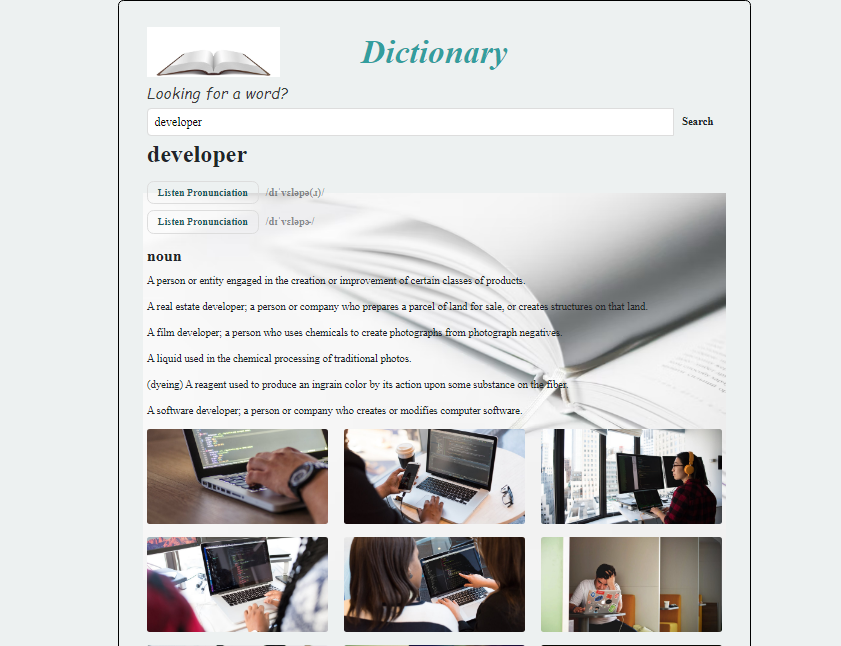 Dictionary
Looking for a word?
developer
Search
developer
Listen Pronunciation /dɪˈvɛləpə(ɹ)/
Listen Pronunciation /dɪˈvɛləpɚ/
noun
A person or entity engaged in the creation or improvement of certain classes of products.
A real estate developer; a person or company who prepares a parcel of land for sale, or creates structures on that land.
A film developer; a person who uses chemicals to create photographs from photograph negatives.
A liquid used in the chemical processing of traditional photos.
(dyeing) A reagent used to produce an ingrain color by its action upon some substance on the fiber.
A software developer; a person or company who creates or modifies computer software.